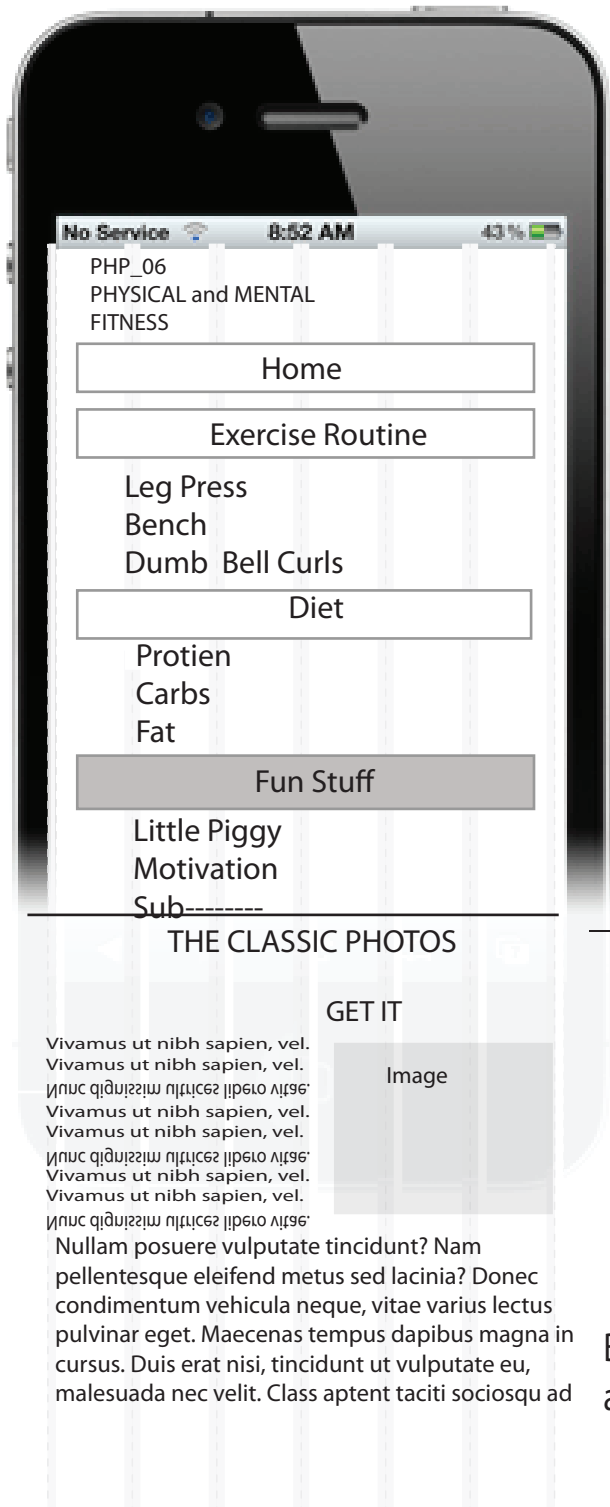 No Service 8:52 AM 43%
PHP_06
PHYSICAL and MENTAL
FITNESS
Home
Exercise Routine
Leg Press
Bench
Dumb Bell Curls
Diet
Protien
Carbs
Fat
Fun Stuff
Little Piggy
Motivation
Sub--------
THE CLASSIC PHOTOS
GET IT
Vivamus ut nibh sapien, vel.
Vivamus ut nibh sapien, vel.
Nunc dignissim ultrices libero vitae.
Vivamus ut nibh sapien, vel.
Vivamus ut nibh sapien, vel.
Nunc dignissim ultrices libero vitae.
Vivamus ut nibh sapien, vel.
Vivamus ut nibh sapien, vel.
Nunc dignissim ultrices libero vitae.
Image
Nullam posuere vulputate tincidunt? Nam
pellentesque eleifend metus sed lacinia? Donec
condimentum vehicula neque, vitae varius lectus
pulvinar eget. Maecenas tempus dapibus magna in
cursus. Duis erat nisi, tincidunt ut vulputate eu,
malesuada nec velit. Class aptent taciti sociosqu ad